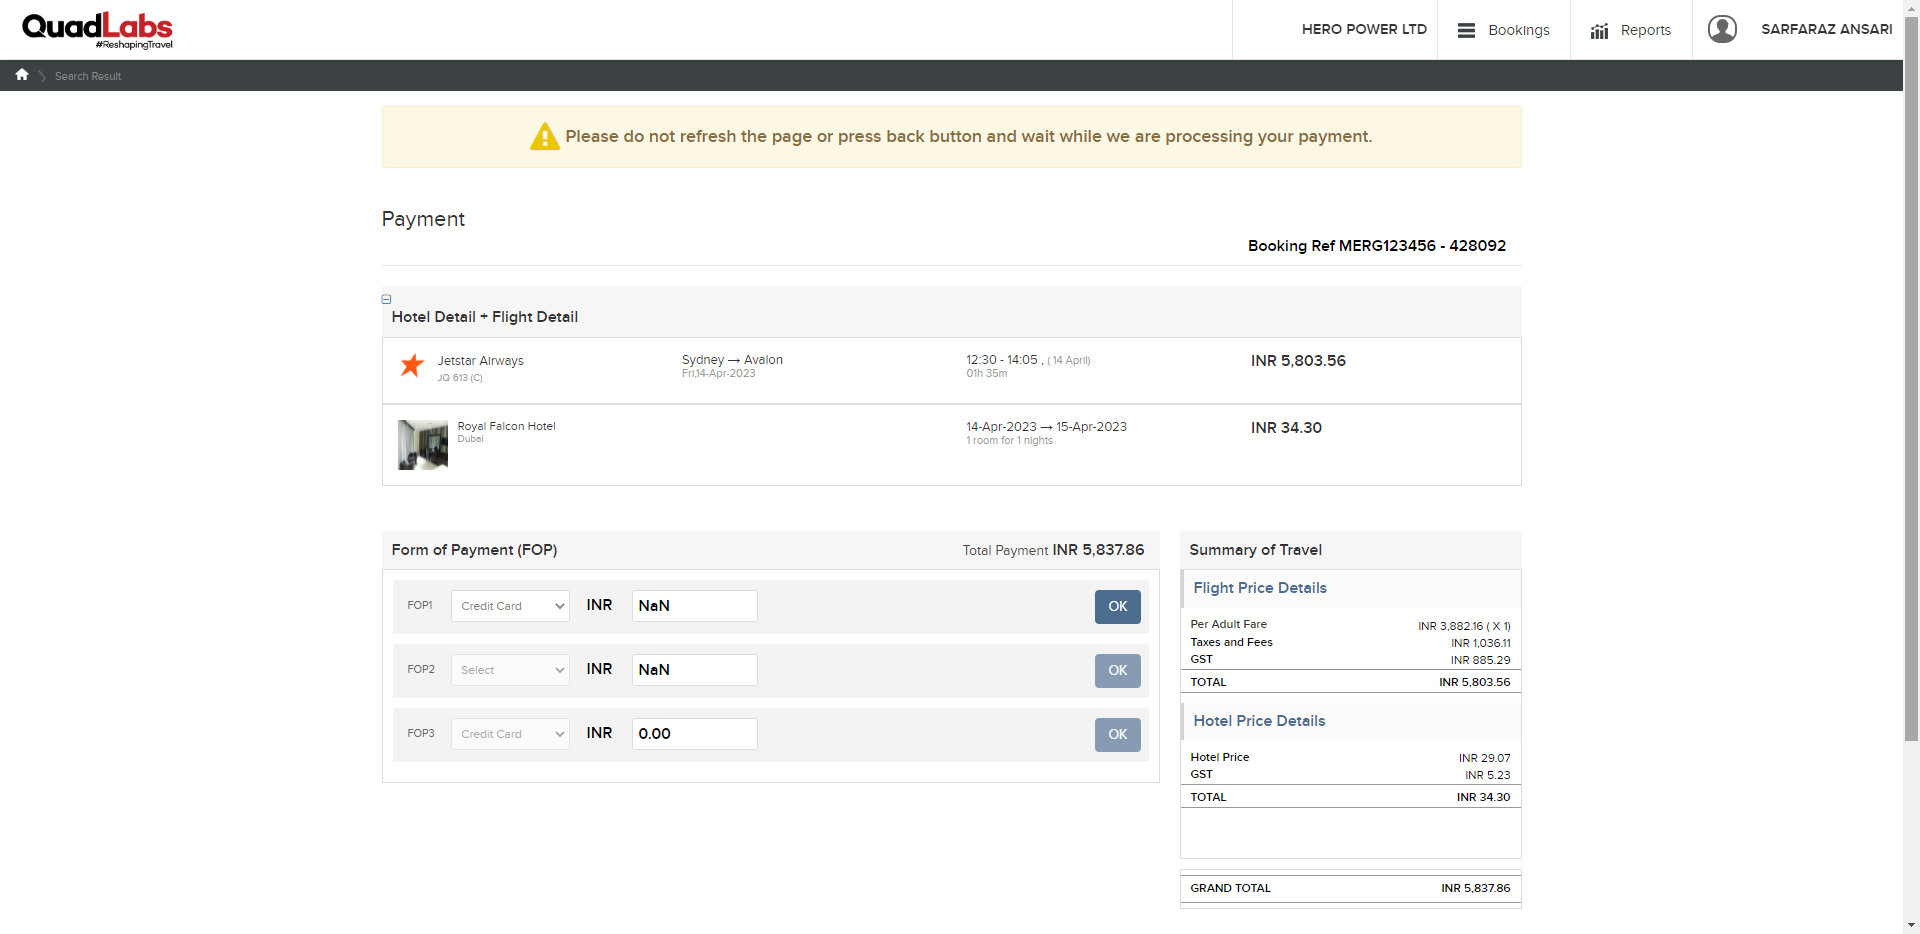 QuadLabs
#ReshapingTravel
HERO POWER LTD
Bookings
Reports
SARFARAZ ANSARI
Search Result
Please do not refresh the page or press back button and wait while we are processing your payment.
Payment
Booking Ref MERG123456 - 428092
Hotel Detail + Flight Detail
Jetstar Airways
JQ 613 (C)
Sydney → Avalon
Fri,14-Apr-2023
12:30 - 14:05 , ( 14 April)
01h 35m
INR 5,803.56
Royal Falcon Hotel
Dubai
14-Apr-2023 → 15-Apr-2023
1 room for 1 nights
INR 34.30
Form of Payment (FOP)
Total Payment INR 5,837.86
FOP1 Credit Card INR NaN OK
FOP2 Select INR NaN OK
FOP3 Credit Card INR 0.00 OK
Summary of Travel
Flight Price Details
Per Adult Fare INR 3,882.16 ( X 1)
Taxes and Fees INR 1,036.11
GST INR 885.29
TOTAL INR 5,803.56
Hotel Price Details
Hotel Price INR 29.07
GST INR 5.23
TOTAL INR 34.30
GRAND TOTAL INR 5,837.86